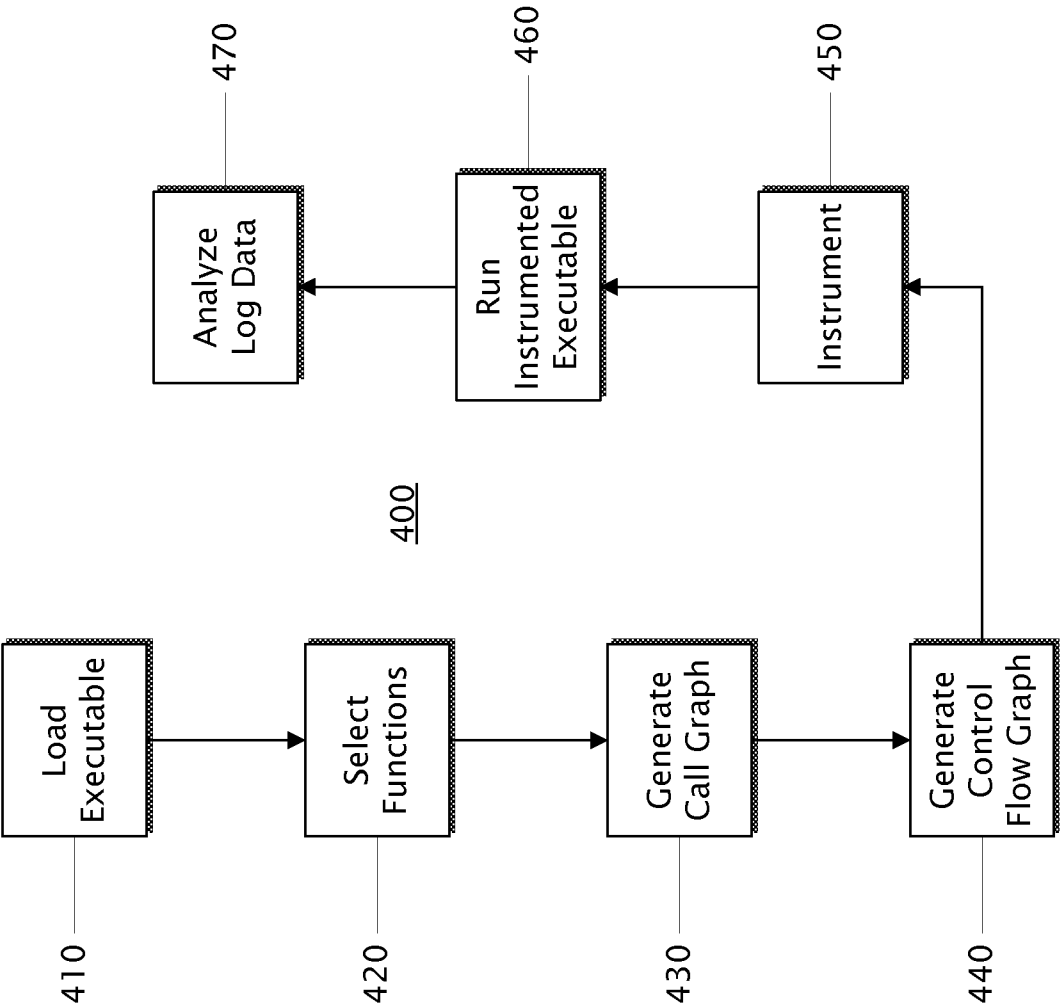 410
Load
Executable
420
Select
Functions
430
Generate
Call Graph
440
Generate
Control
Flow Graph
400
450
Instrument
460
Run
Instrumented
Executable
470
Analyze
Log Data